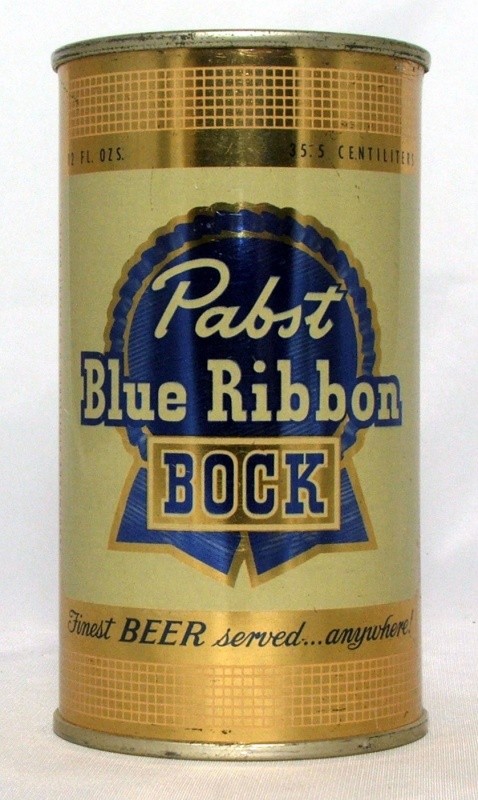 12 FL. OZS. 35.5 CENTILITERS
Pabst
Blue Ribbon
BOCK
Finest BEER served...anywhere!